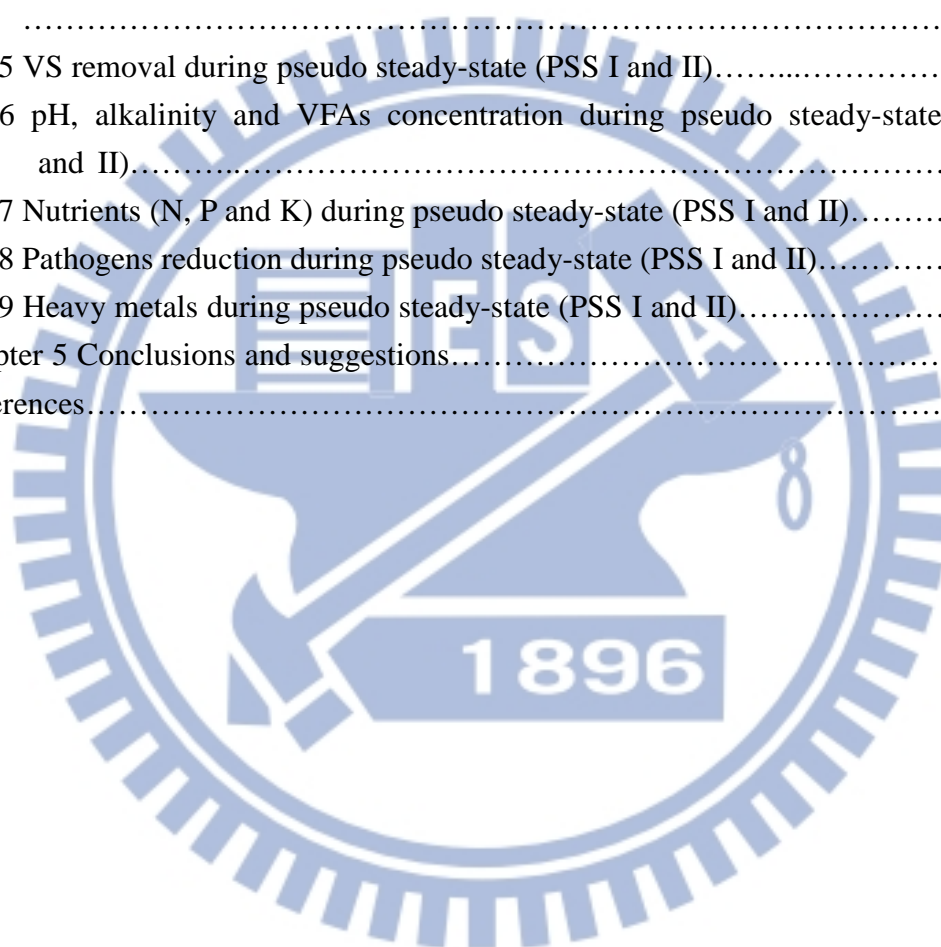 ……………………………………………………………………………
5 VS removal during pseudo steady-state (PSS I and II)……...…………
6 pH, alkalinity and VFAs concentration during pseudo steady-state
and II)………..……………………………………………………………
7 Nutrients (N, P and K) during pseudo steady-state (PSS I and II)………
8 Pathogens reduction during pseudo steady-state (PSS I and II)…………
9 Heavy metals during pseudo steady-state (PSS I and II)……..…………
pter 5 Conclusions and suggestions…………………………………………
erences……………………………………………………………………
E S A
8
1896